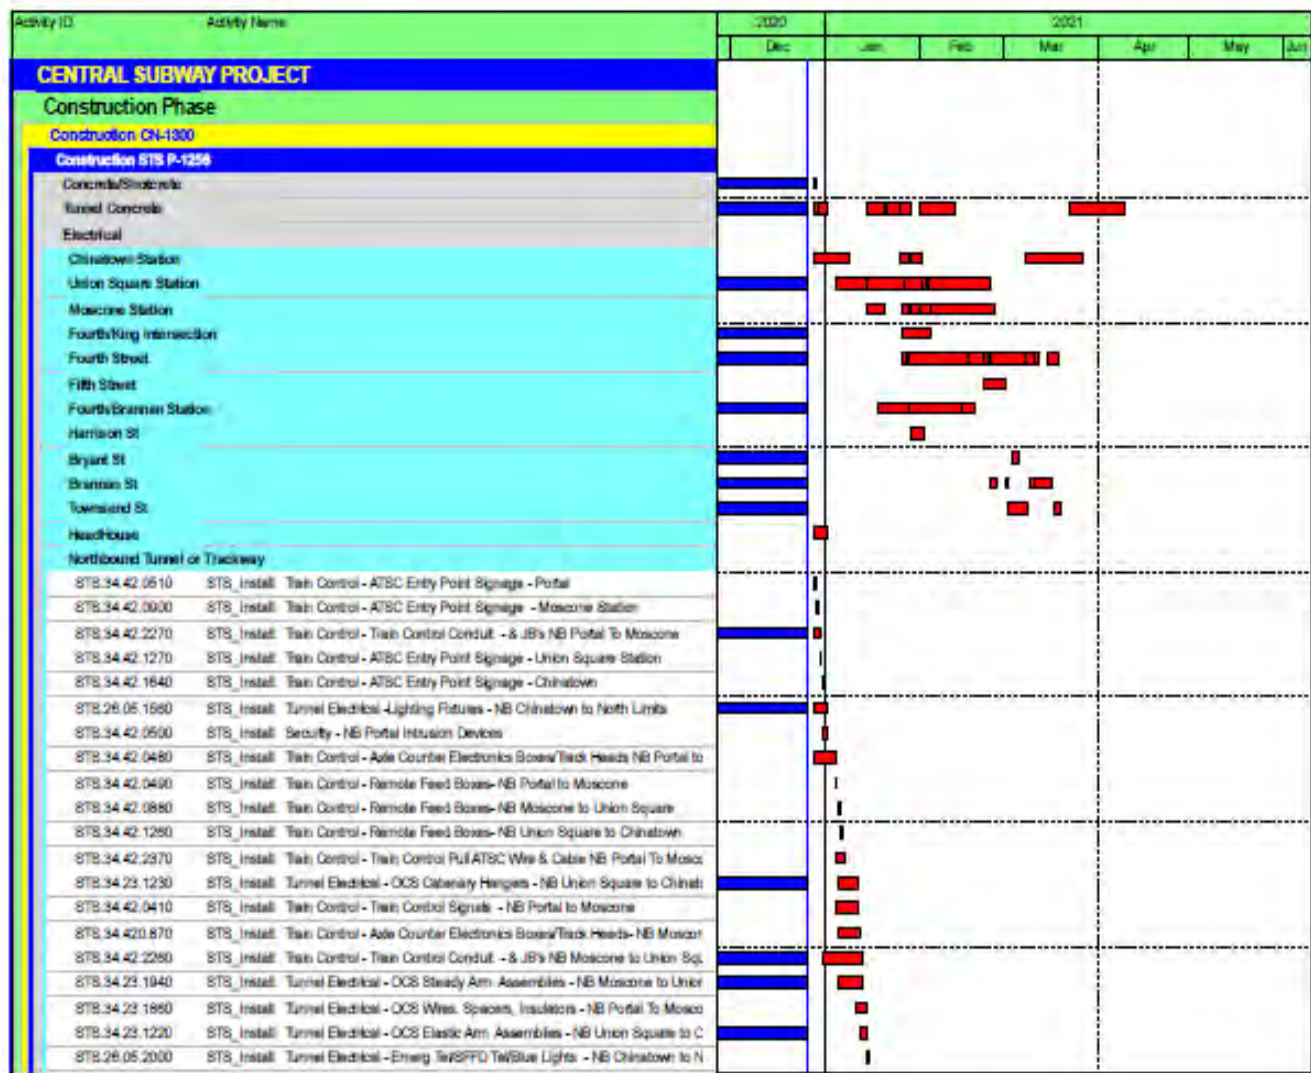 Activity ID Activity Name 2020 2021
Dec Jan Feb Mar Apr May Jun
CENTRAL SUBWAY PROJECT
Construction Phase
Construction CN-1300
Construction STS P-1256
Concrete/Shotcrete
Tunnel Concrete
Electrical
Chinatown Station
Union Square Station
Moscone Station
Fourth/King Intersection
Fourth Street
Fifth Street
Fourth/Brannan Station
Harrison St
Bryant St
Brannan St
Townsend St
HeadHouse
Northbound Tunnel or Trackway
STS.34.42.0510 STS_Install Train Control - ATSC Entry Point Signage - Portal
STS.34.42.0900 STS_Install Train Control - ATSC Entry Point Signage - Moscone Station
STS.34.42.2270 STS_Install Train Control - Train Control Conduit - & JB's NB Portal To Moscone
STS.34.42.1270 STS_Install Train Control - ATSC Entry Point Signage - Union Square Station
STS.34.42.1640 STS_Install Train Control - ATSC Entry Point Signage - Chinatown
STS.26.05.1560 STS_Install Tunnel Electrical -Lighting Fixtures - NB Chinatown to North Limits
STS.34.42.0500 STS_Install Security - NB Portal Intrusion Devices
STS.34.42.0480 STS_Install Train Control - Axle Counter Electronics Boxes/Track Heads NB Portal to
STS.34.42.0490 STS_Install Train Control - Remote Feed Boxes- NB Portal to Moscone
STS.34.42.0880 STS_Install Train Control - Remote Feed Boxes- NB Moscone to Union Square
STS.34.42.1260 STS_Install Train Control - Remote Feed Boxes- NB Union Square to Chinatown
STS.34.42.2370 STS_Install Train Control - Train Control Pull ATSC Wire & Cable NB Portal To Mosco
STS.34.23.1230 STS_Install Tunnel Electrical - OCS Catenary Hangers - NB Union Square to Chinat
STS.34.42.0410 STS_Install Train Control - Train Control Signals - NB Portal to Moscone
STS.34.420.870 STS_Install Train Control - Axle Counter Electronics Boxes/Track Heads- NB Moscon
STS.34.42.2260 STS_Install Train Control - Train Control Conduit - & JB's NB Moscone to Union Squ
STS.34.23.1940 STS_Install Tunnel Electrical - OCS Steady Arm Assemblies - NB Moscone to Union
STS.34.23.1860 STS_Install Tunnel Electrical - OCS Wires, Spacers, Insulators - NB Portal To Mosco
STS.34.23.1220 STS_Install Tunnel Electrical - OCS Elastic Arm Assemblies - NB Union Square to C
STS.26.05.2000 STS_Install Tunnel Electrical - Emerg Tel/SFFD Tel/Blue Lights - NB Chinatown to N